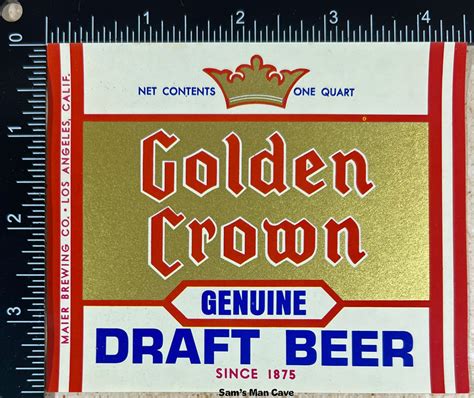 0 1 2 3 4
1
2
3
NET CONTENTS ONE QUART
Golden
Crown
GENUINE
DRAFT BEER
SINCE 1875
MAIER BREWING CO. • LOS ANGELES, CALIF.
Sam's Man Cave